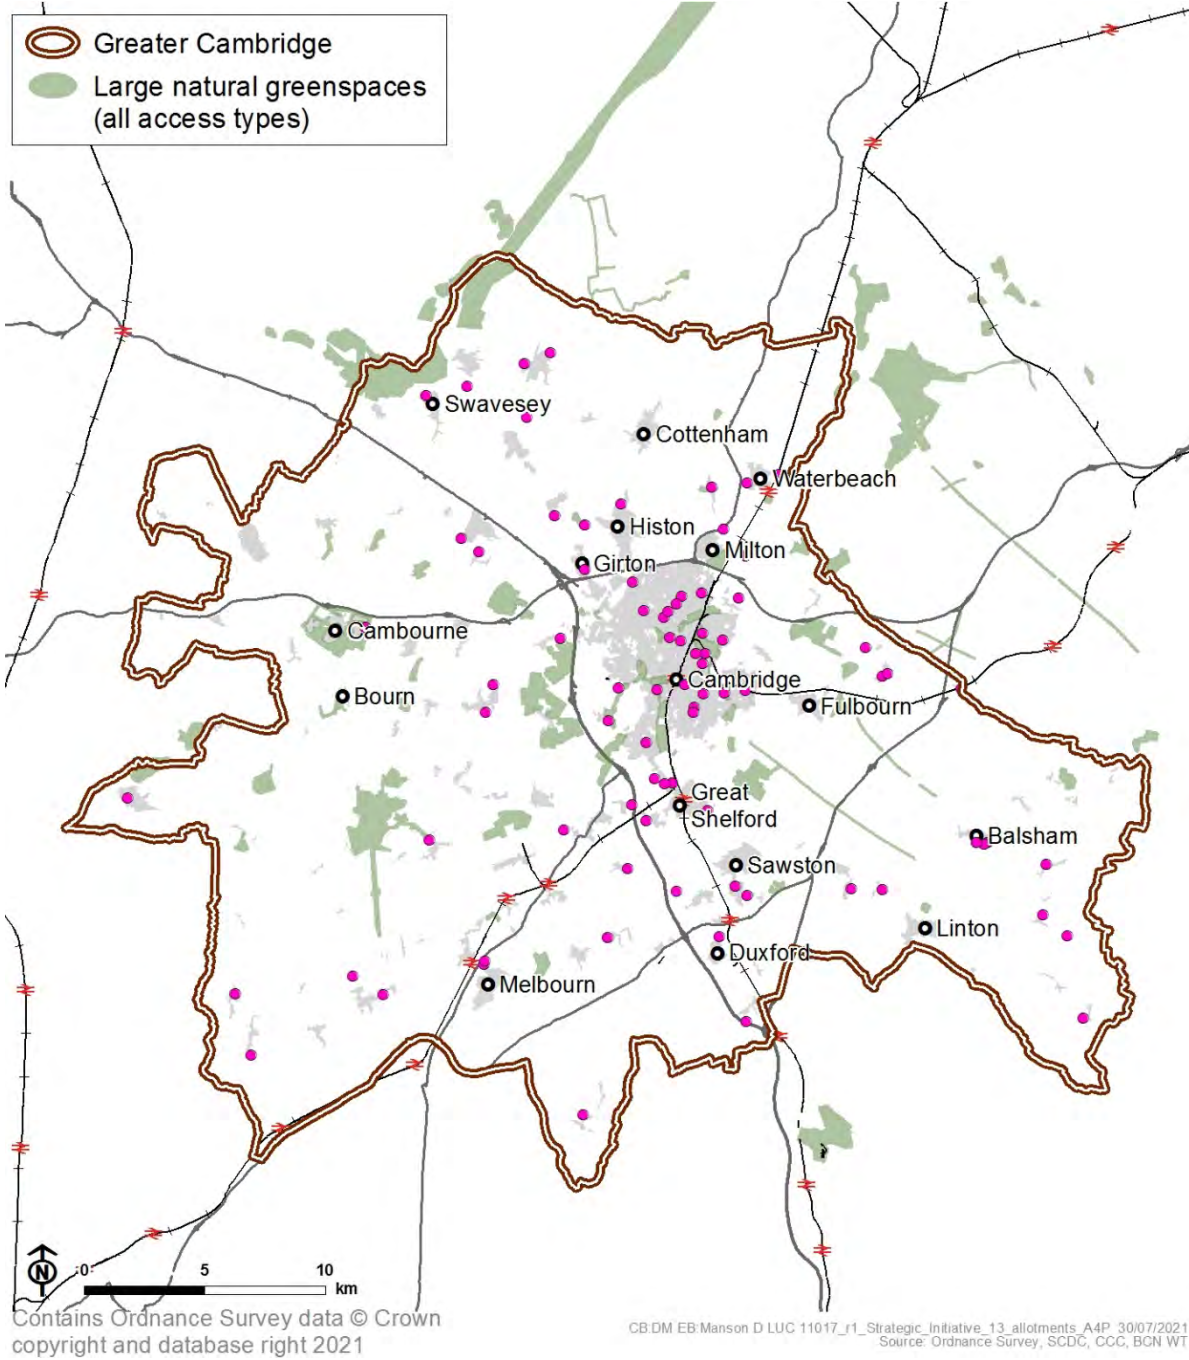 Greater Cambridge
Large natural greenspaces
(all access types)
Swavesey
Cottenham
Waterbeach
Histon
Milton
Girton
Cambourne
Cambridge
Bourn
Fulbourn
Great
Shelford
Balsham
Sawston
Linton
Duxford
Melbourn
N
0 5 10
km
Contains Ordnance Survey data © Crown
copyright and database right 2021
CB:DM EB:Manson D LUC 11017_r1_Strategic_Initiative_13_allotments_A4P 30/07/2021
Source: Ordnance Survey, SCDC, CCC, BCN WT